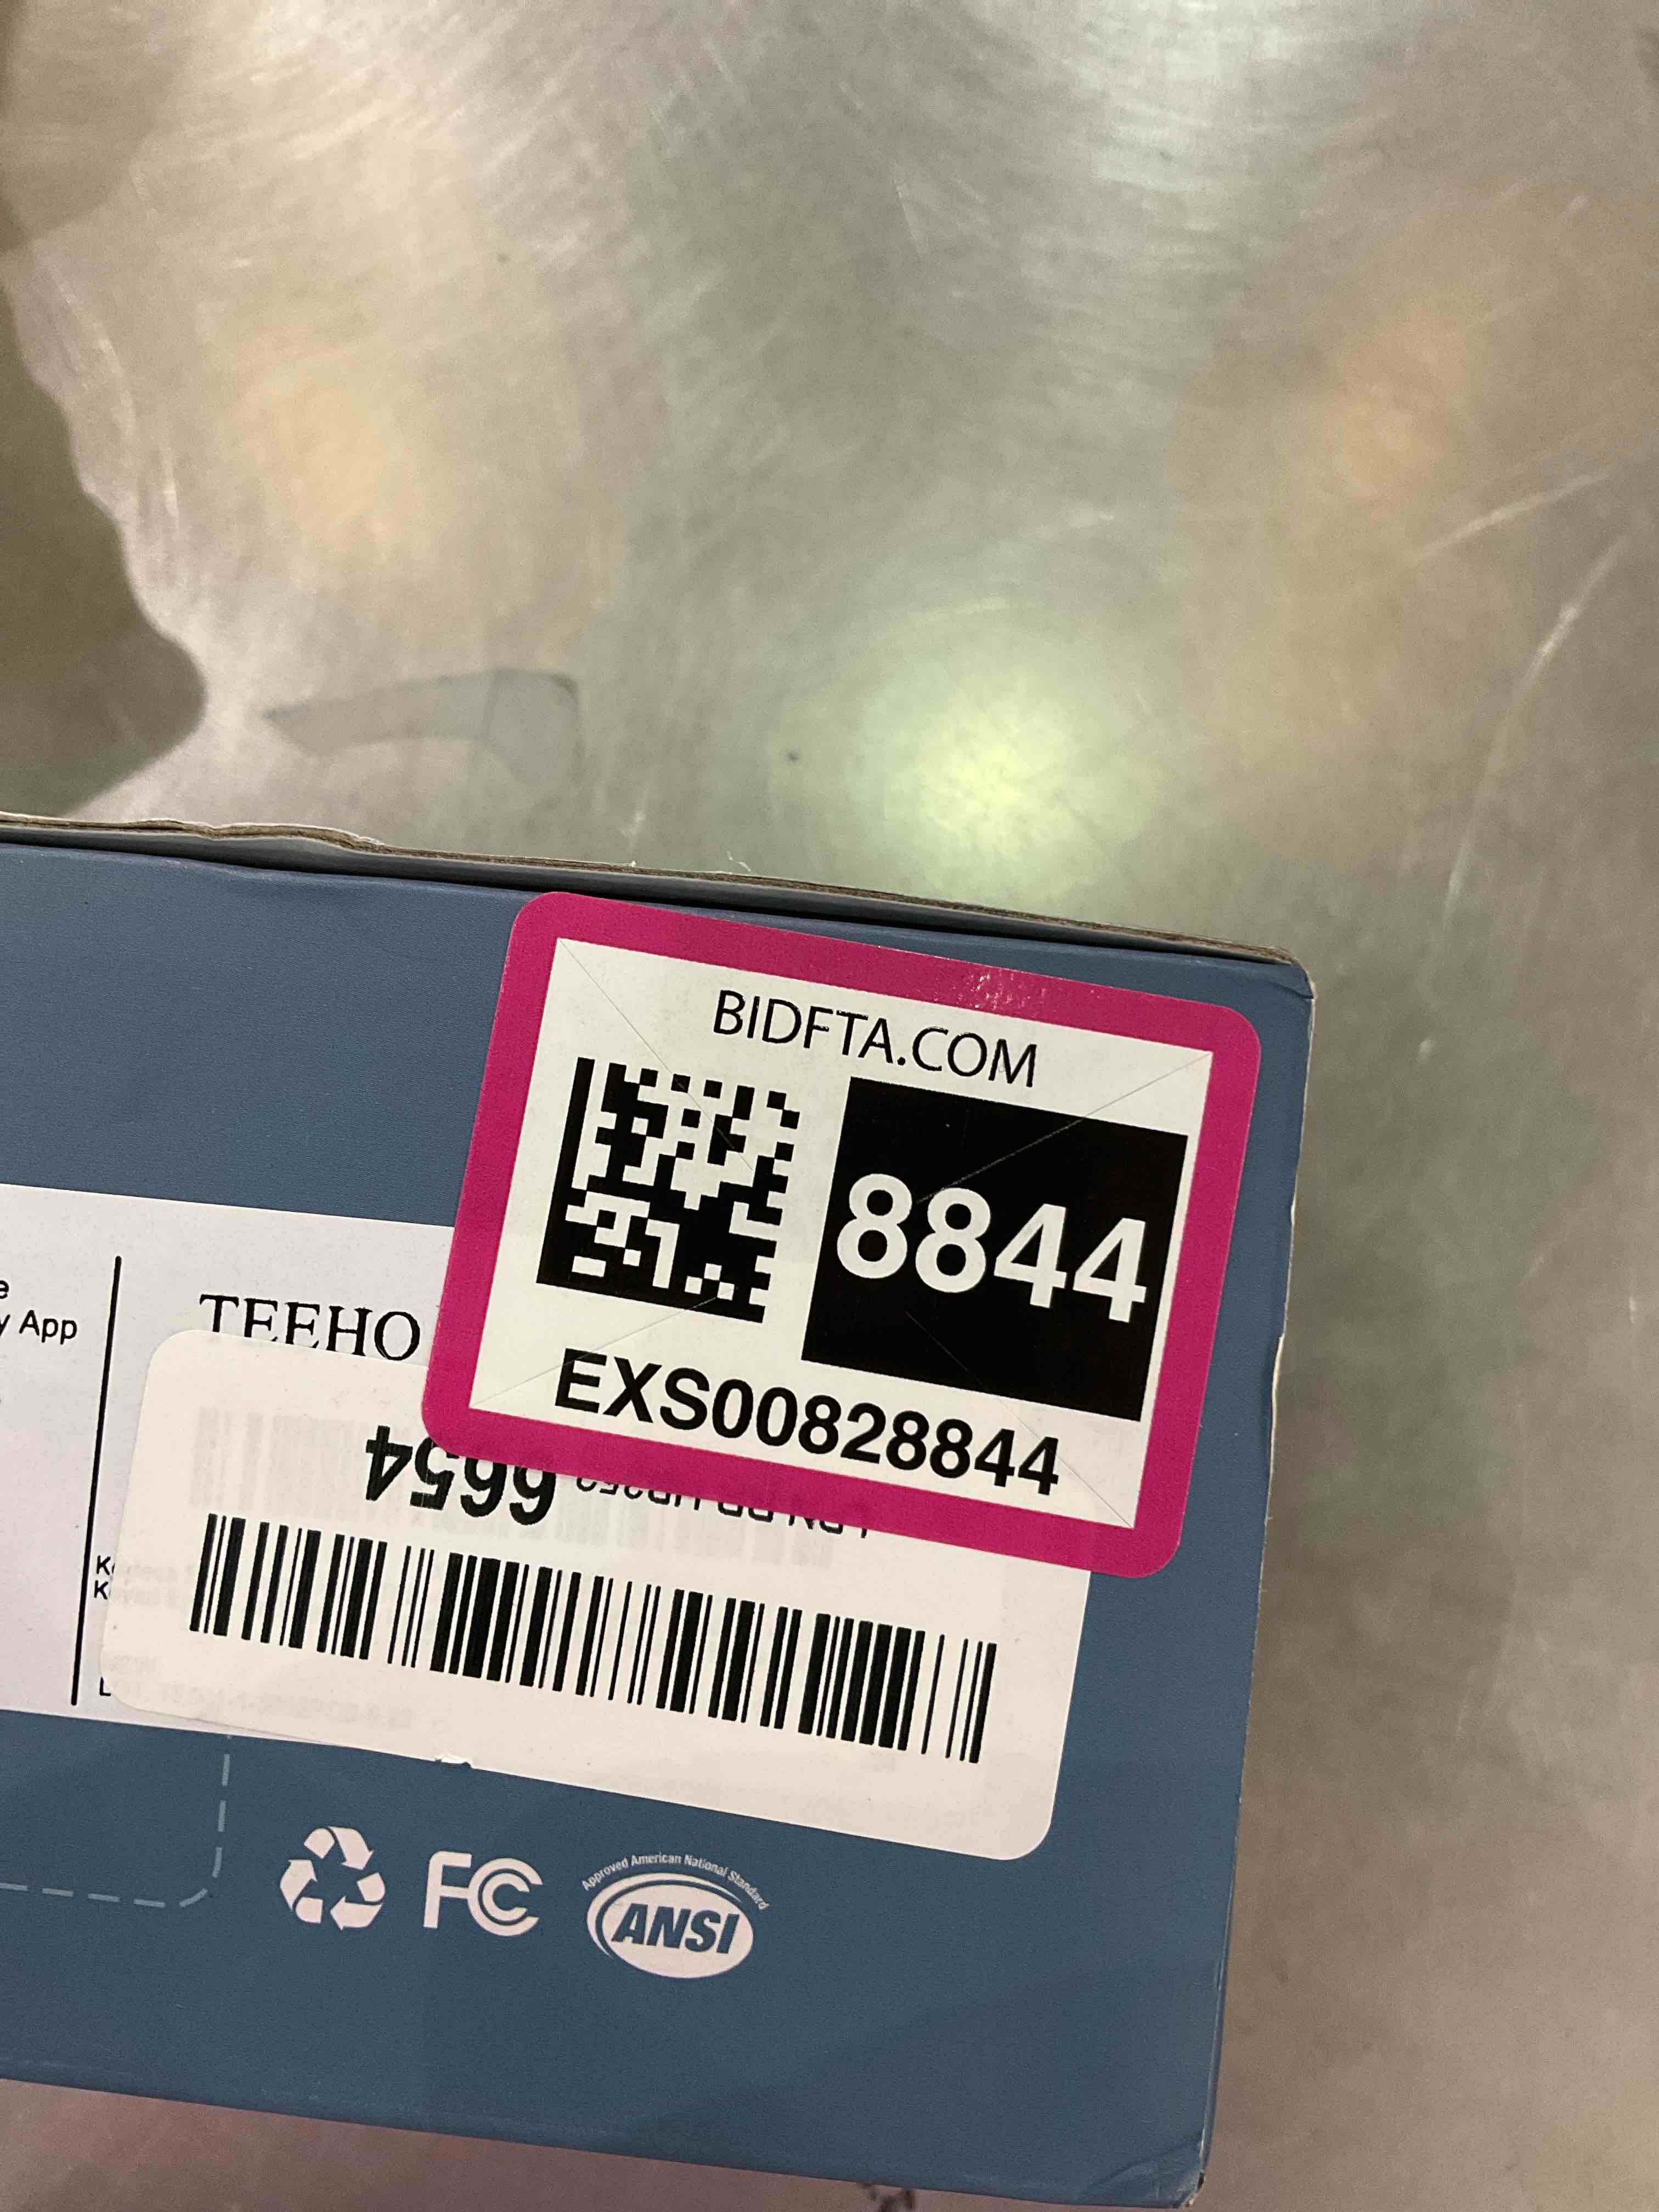 BIDFTA.COM
8844
EXS00828844
y App
TEEHO
6654
FC
Approved American National Standard
ANSI